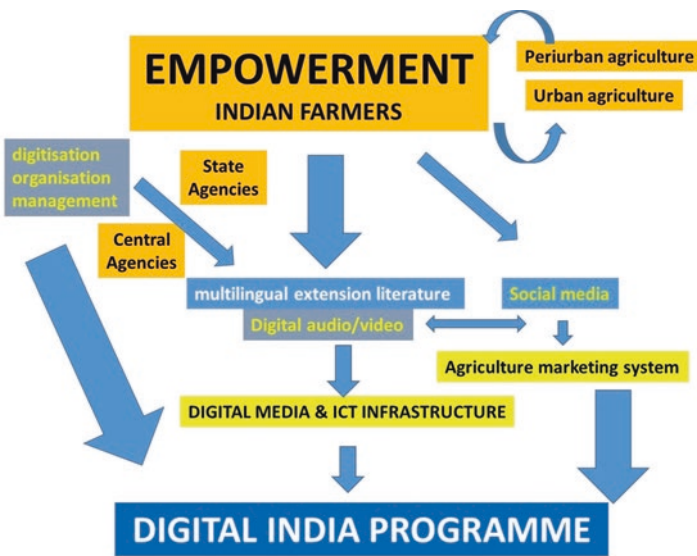 EMPOWERMENT
INDIAN FARMERS
Periurban agriculture
Urban agriculture
digitisation
organisation
management
State
Agencies
Central
Agencies
multilingual extension literature
Digital audio/video
Social media
Agriculture marketing system
DIGITAL MEDIA & ICT INFRASTRUCTURE
DIGITAL INDIA PROGRAMME